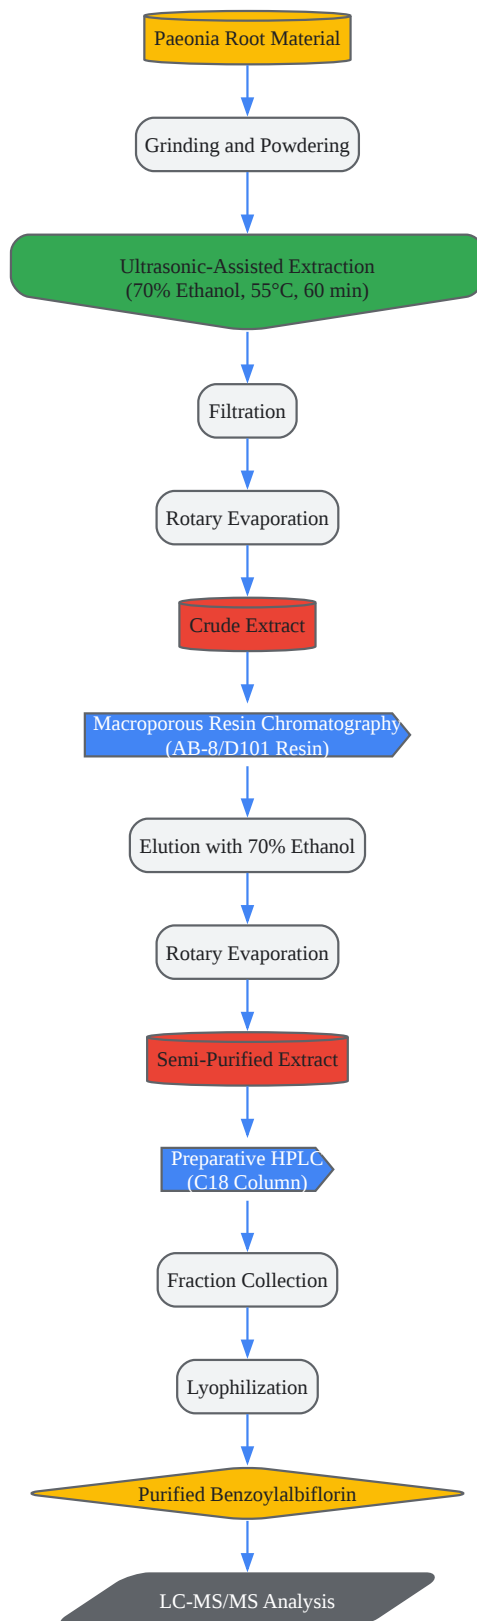 Paeonia Root Material
Grinding and Powdering
Ultrasonic-Assisted Extraction
(70% Ethanol, 55°C, 60 min)
Filtration
Rotary Evaporation
Crude Extract
Macroporous Resin Chromatography
(AB-8/D101 Resin)
Elution with 70% Ethanol
Rotary Evaporation
Semi-Purified Extract
Preparative HPLC
(C18 Column)
Fraction Collection
Lyophilization
Purified Benzoylalbiflorin
LC-MS/MS Analysis